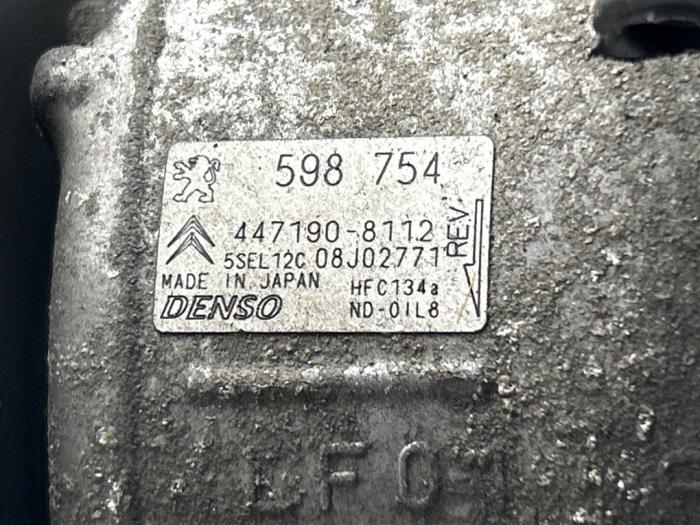 598 754
447190-8112
5SEL12C 08J02771
REV.
MADE IN JAPAN HFC134a
DENSO ND-OIL8